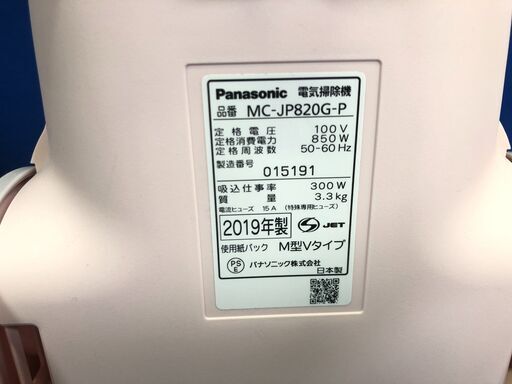 Panasonic 電気掃除機
品番 MC-JP820G-P
定格電圧 100V
定格消費電力 850W
定格周波数 50-60Hz
製造番号 015191
吸込仕事率 300W
質量 3.3kg
電流ヒューズ 15A (特殊専用ヒューズ)
2019年製 S JET
使用紙パック M型Vタイプ
PS E パナソニック株式会社
日本製